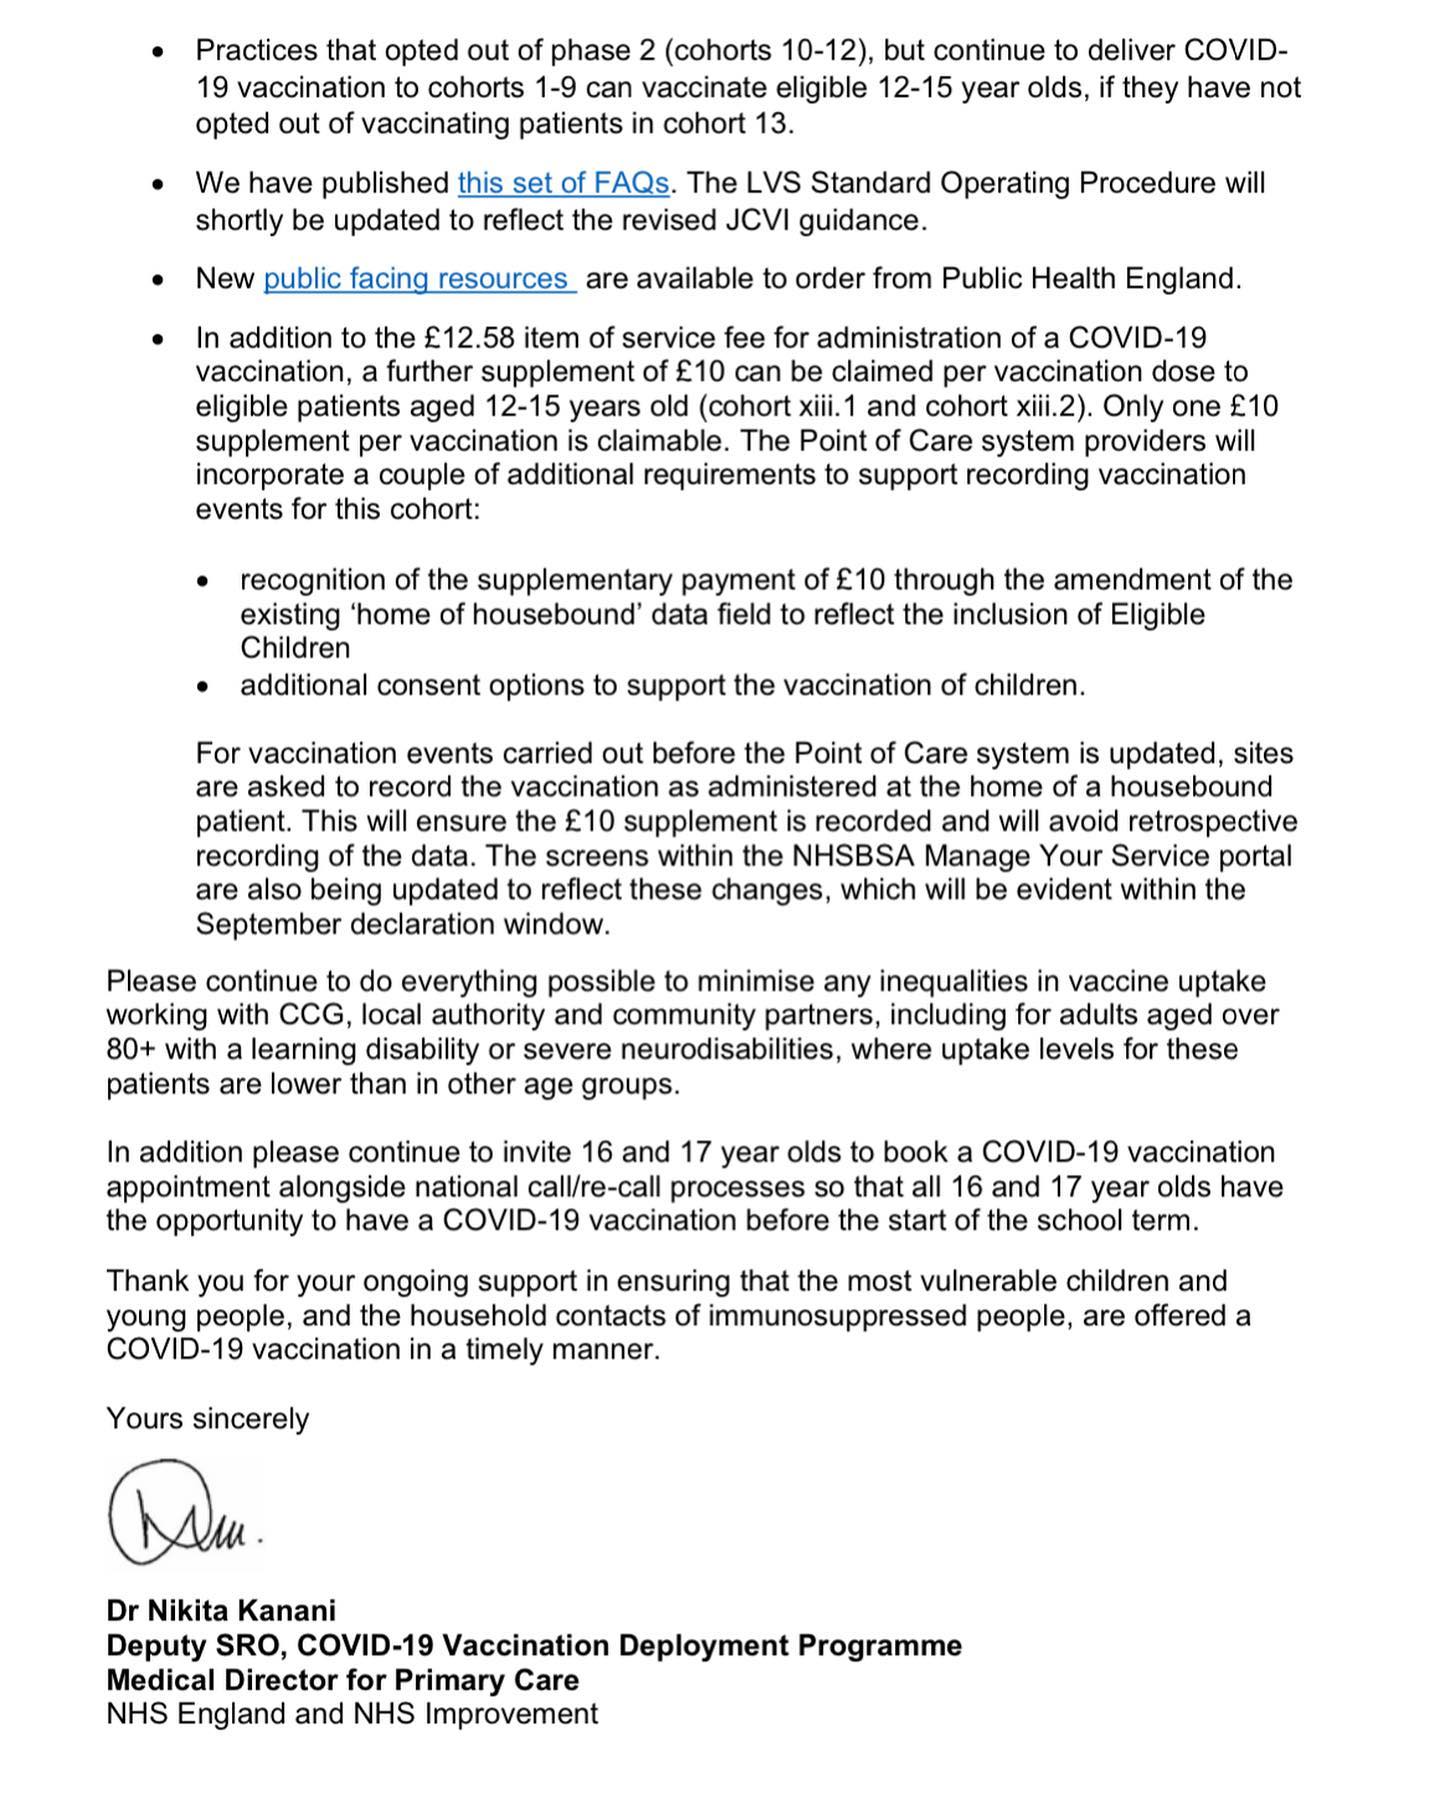 • Practices that opted out of phase 2 (cohorts 10-12), but continue to deliver COVID-
19 vaccination to cohorts 1-9 can vaccinate eligible 12-15 year olds, if they have not
opted out of vaccinating patients in cohort 13.
• We have published this set of FAQs. The LVS Standard Operating Procedure will
shortly be updated to reflect the revised JCVI guidance.
• New public facing resources are available to order from Public Health England.
• In addition to the £12.58 item of service fee for administration of a COVID-19
vaccination, a further supplement of £10 can be claimed per vaccination dose to
eligible patients aged 12-15 years old (cohort xiii.1 and cohort xiii.2). Only one £10
supplement per vaccination is claimable. The Point of Care system providers will
incorporate a couple of additional requirements to support recording vaccination
events for this cohort:
• recognition of the supplementary payment of £10 through the amendment of the
existing ‘home of housebound’ data field to reflect the inclusion of Eligible
Children
• additional consent options to support the vaccination of children.
For vaccination events carried out before the Point of Care system is updated, sites
are asked to record the vaccination as administered at the home of a housebound
patient. This will ensure the £10 supplement is recorded and will avoid retrospective
recording of the data. The screens within the NHSBSA Manage Your Service portal
are also being updated to reflect these changes, which will be evident within the
September declaration window.
Please continue to do everything possible to minimise any inequalities in vaccine uptake
working with CCG, local authority and community partners, including for adults aged over
80+ with a learning disability or severe neurodisabilities, where uptake levels for these
patients are lower than in other age groups.
In addition please continue to invite 16 and 17 year olds to book a COVID-19 vaccination
appointment alongside national call/re-call processes so that all 16 and 17 year olds have
the opportunity to have a COVID-19 vaccination before the start of the school term.
Thank you for your ongoing support in ensuring that the most vulnerable children and
young people, and the household contacts of immunosuppressed people, are offered a
COVID-19 vaccination in a timely manner.
Yours sincerely
Dr Nikita Kanani
Deputy SRO, COVID-19 Vaccination Deployment Programme
Medical Director for Primary Care
NHS England and NHS Improvement